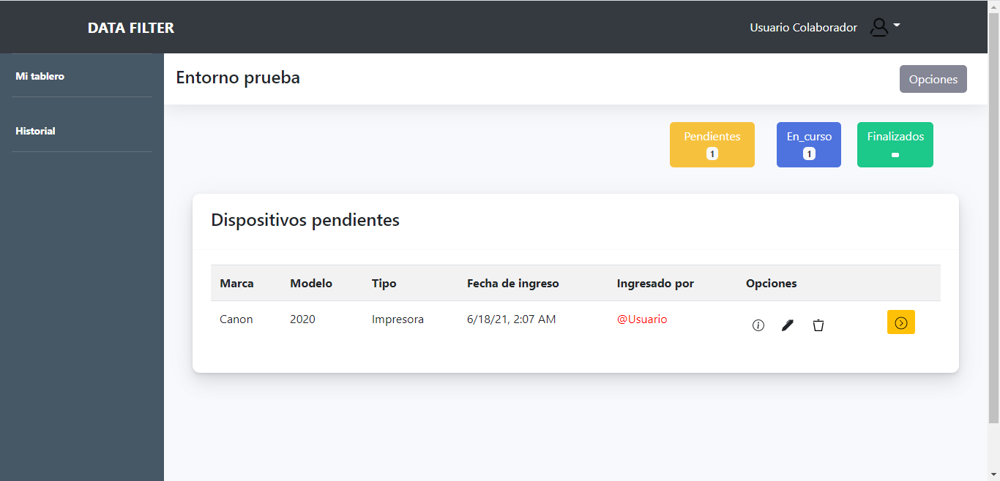 DATA FILTER
Usuario Colaborador
Mi tablero
Historial
Entorno prueba
Opciones
Pendientes
1
En_curso
1
Finalizados
Dispositivos pendientes
Marca Modelo Tipo Fecha de ingreso Ingresado por Opciones
Canon 2020 Impresora 6/18/21, 2:07 AM @Usuario